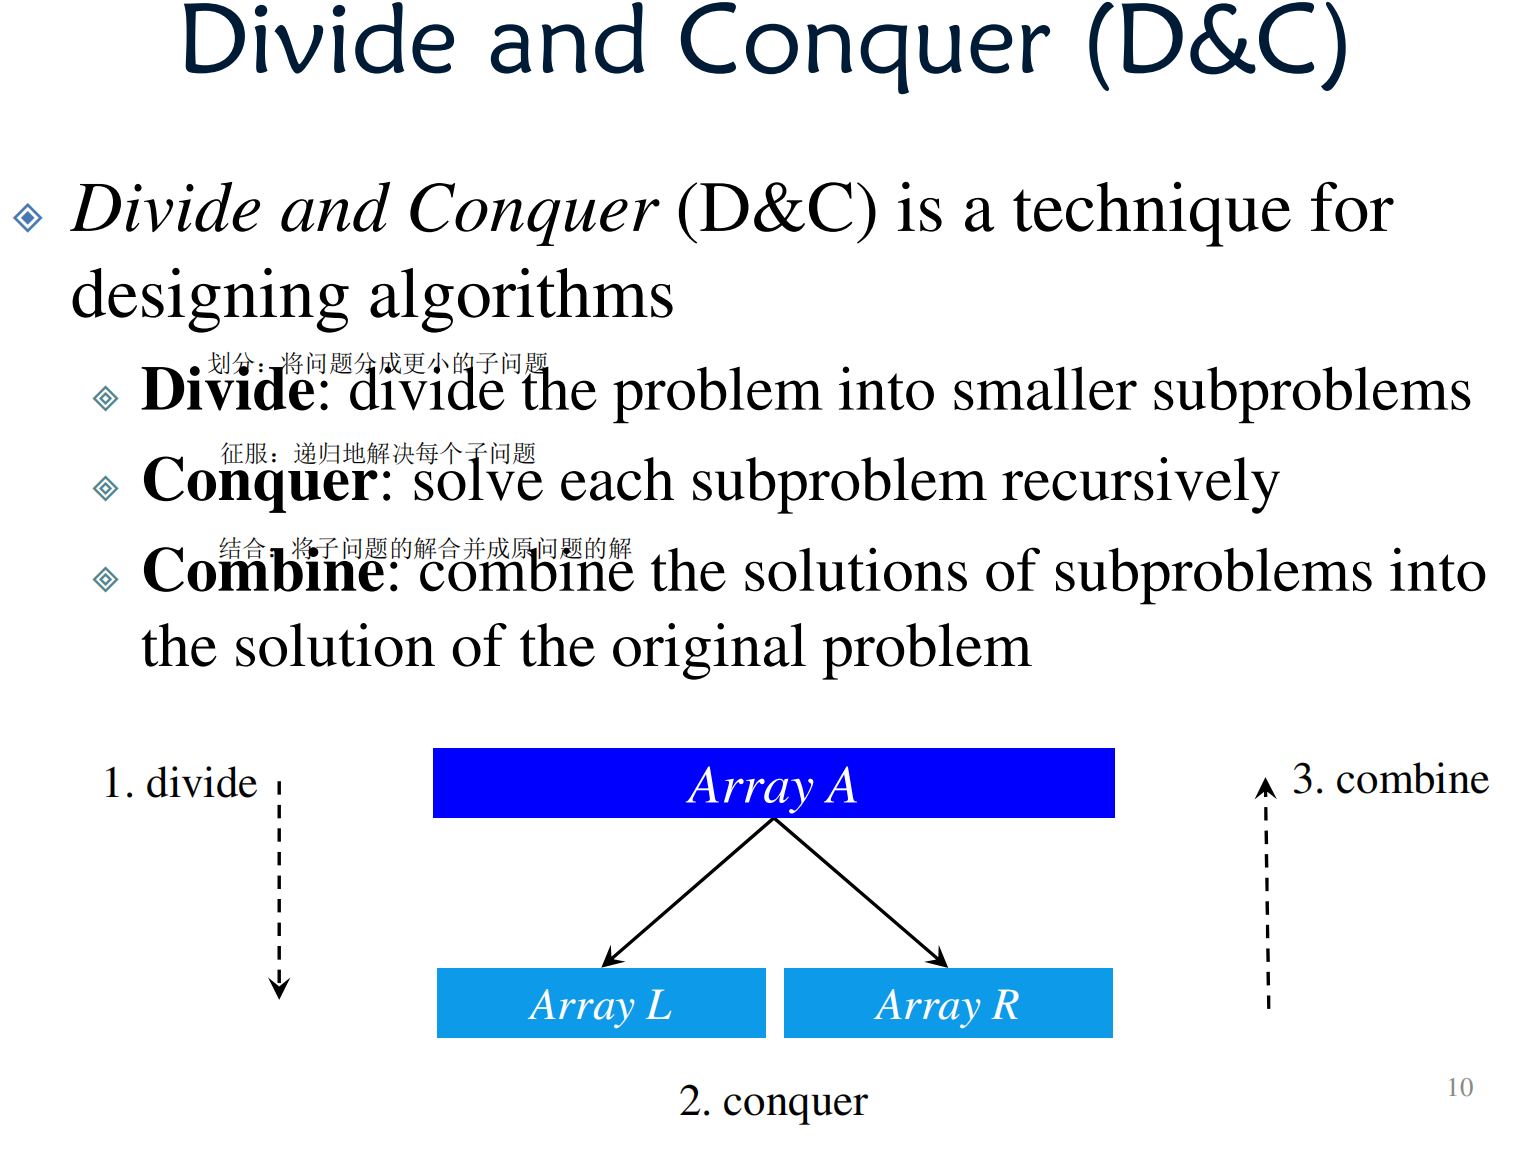 Divide and Conquer (D&C)
Divide and Conquer (D&C) is a technique for
designing algorithms
划分：将问题分成更小的子问题
Divide: divide the problem into smaller subproblems
征服：递归地解决每个子问题
Conquer: solve each subproblem recursively
结合：将子问题的解合并成原问题的解
Combine: combine the solutions of subproblems into
the solution of the original problem
1. divide
Array A
3. combine
Array L
Array R
2. conquer
10